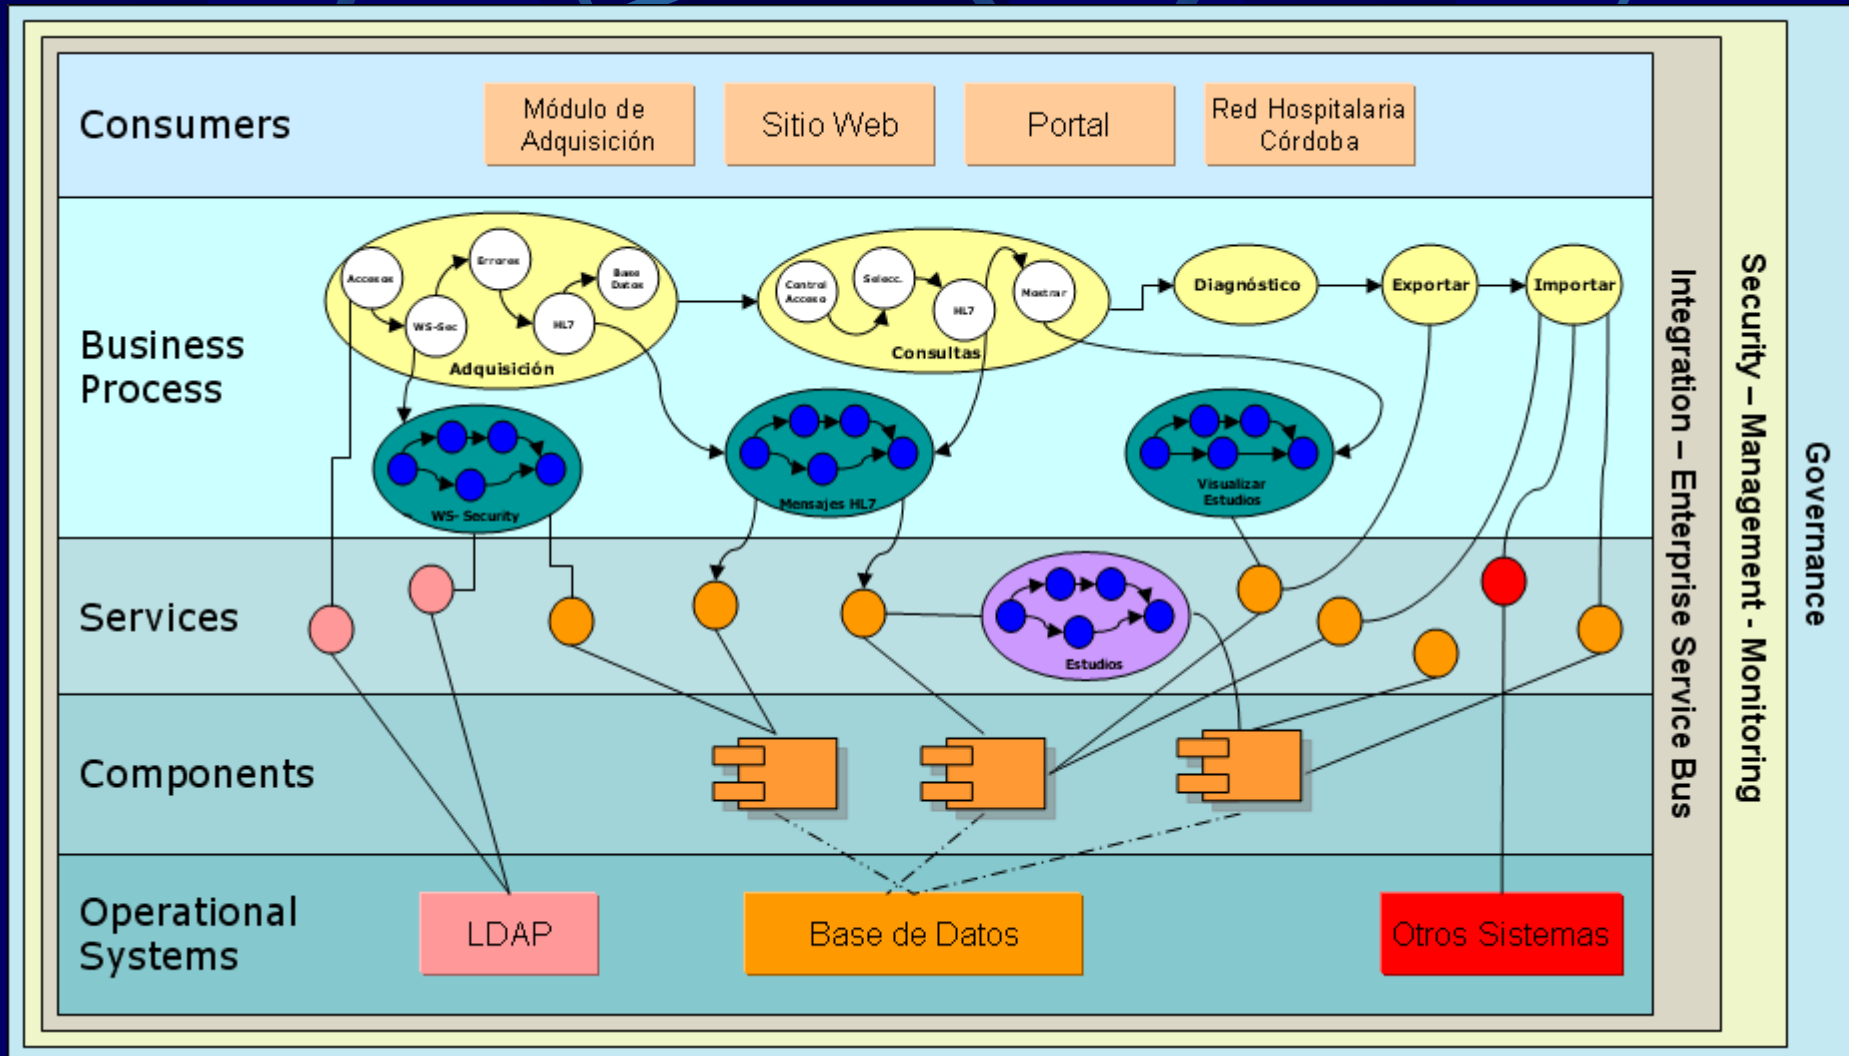 Consumers
Módulo de
Adquisición
Sitio Web
Portal
Red Hospitalaria
Córdoba
Business
Process
Accesos
WS-Sec
Errores
HL7
Base
Datos
Adquisición
Control
Acceso
Selecc.
HL7
Mostrar
Consultas
Diagnóstico
Exportar
Importar
WS- Security
Mensajes HL7
Visualizar
Estudios
Services
Estudios
Components
Operational
Systems
LDAP
Base de Datos
Otros Sistemas
Integration – Enterprise Service Bus
Security – Management - Monitoring
Governance